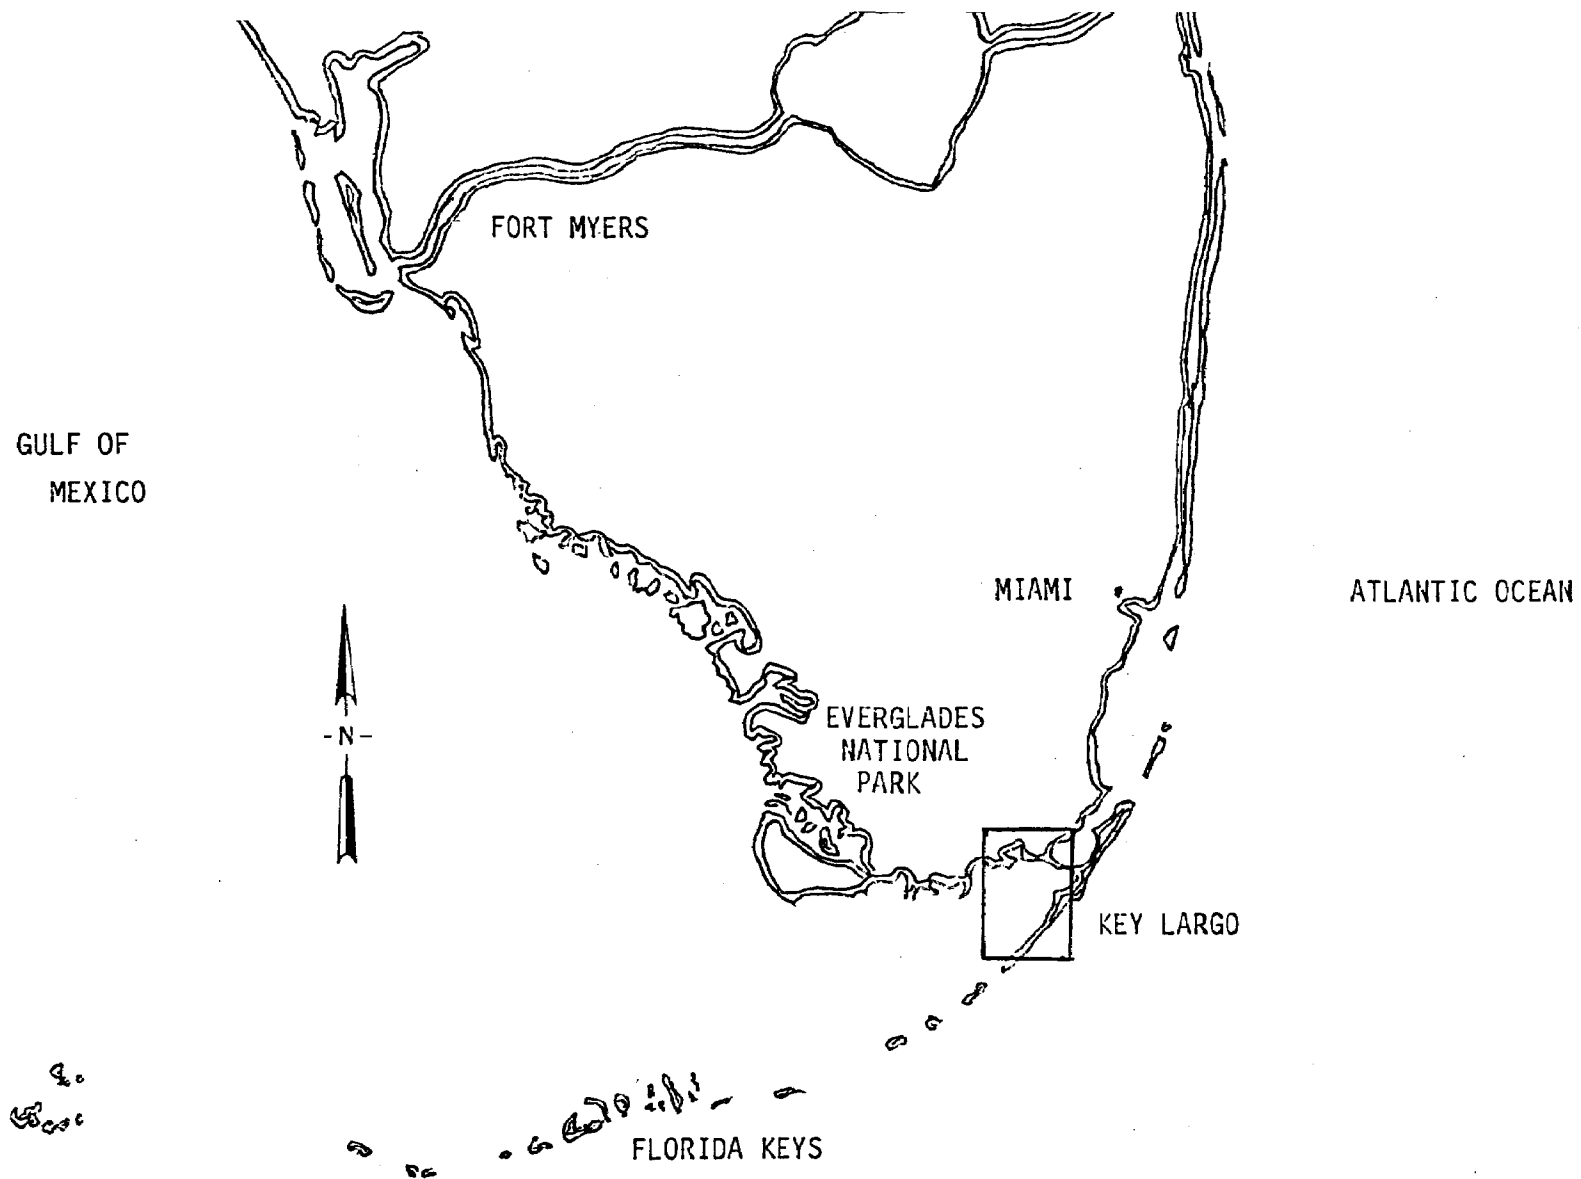 FORT MYERS
GULF OF
MEXICO
MIAMI
ATLANTIC OCEAN
-N-
EVERGLADES
NATIONAL
PARK
KEY LARGO
FLORIDA KEYS